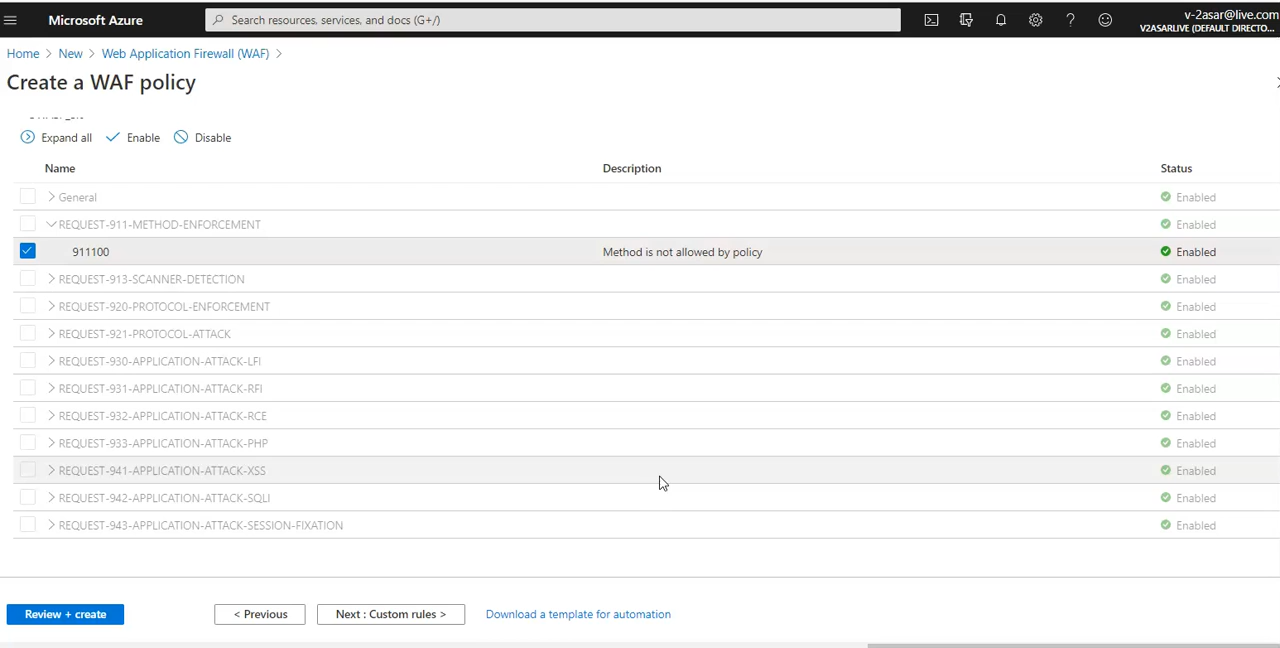 Microsoft Azure
Search resources, services, and docs (G+/)
v-2asar@live.com
V2ASARLIVE (DEFAULT DIRECTO...
Home > New > Web Application Firewall (WAF) >
Create a WAF policy
Expand all Enable Disable
Name Description Status
General Enabled
REQUEST-911-METHOD-ENFORCEMENT Enabled
911100 Method is not allowed by policy Enabled
REQUEST-913-SCANNER-DETECTION Enabled
REQUEST-920-PROTOCOL-ENFORCEMENT Enabled
REQUEST-921-PROTOCOL-ATTACK Enabled
REQUEST-930-APPLICATION-ATTACK-LFI Enabled
REQUEST-931-APPLICATION-ATTACK-RFI Enabled
REQUEST-932-APPLICATION-ATTACK-RCE Enabled
REQUEST-933-APPLICATION-ATTACK-PHP Enabled
REQUEST-941-APPLICATION-ATTACK-XSS Enabled
REQUEST-942-APPLICATION-ATTACK-SQLI Enabled
REQUEST-943-APPLICATION-ATTACK-SESSION-FIXATION Enabled
Review + create < Previous Next : Custom rules > Download a template for automation